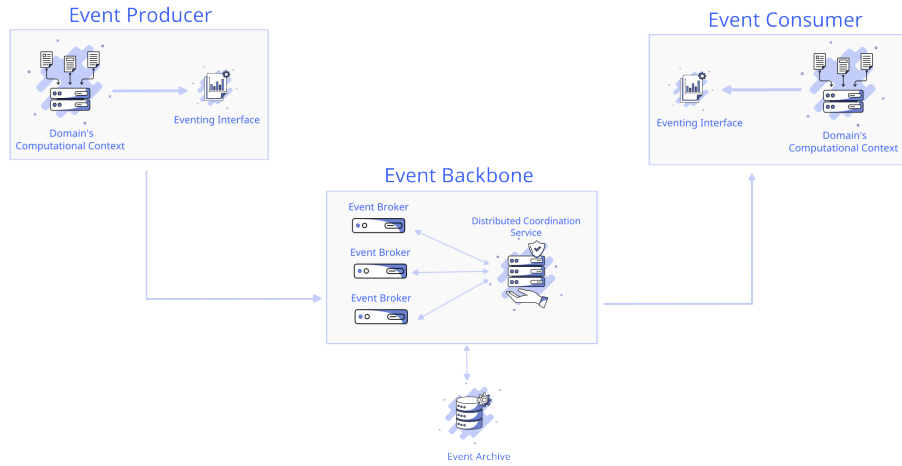 Event Producer
Domain's
Computational Context
Eventing Interface
Event Consumer
Eventing Interface
Domain's
Computational Context
Event Backbone
Event Broker
Event Broker
Event Broker
Distributed Coordination
Service
Event Archive